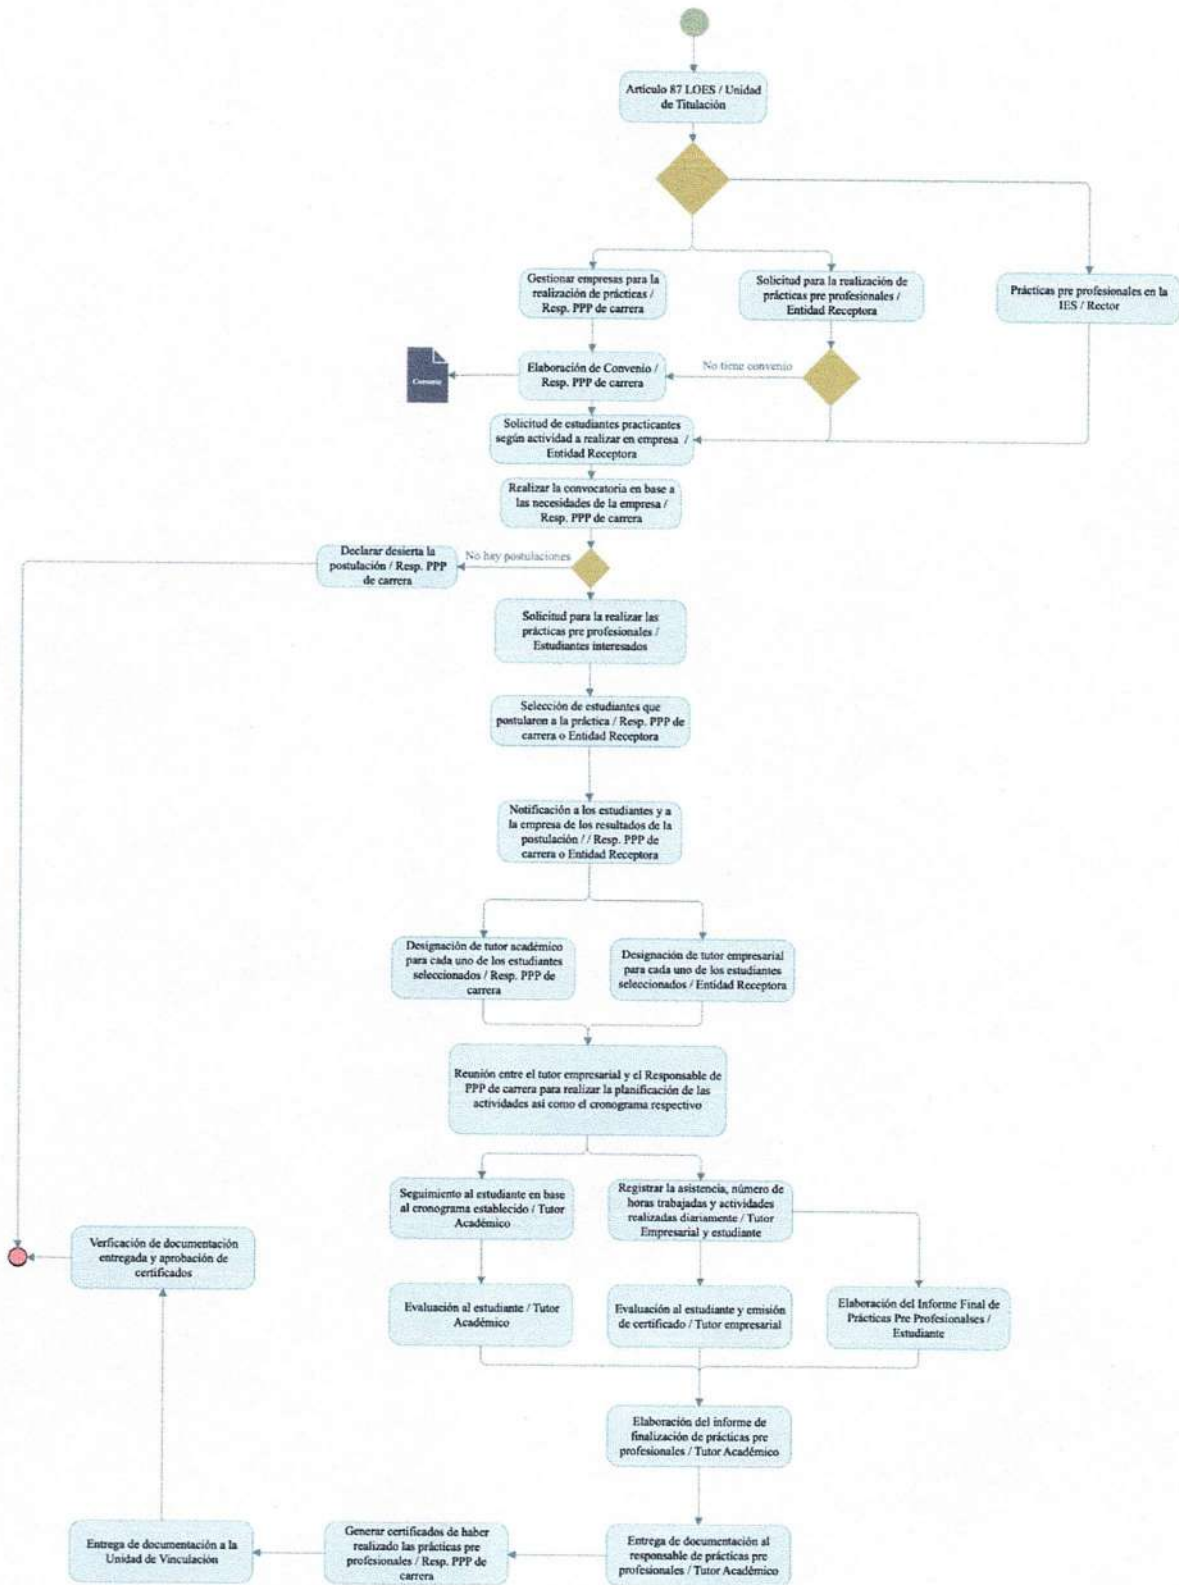 Artículo 87 LOES / Unidad
de Titulación
Gestionar empresas para la
realización de prácticas /
Resp. PPP de carrera
Solicitud para la realización de
prácticas pre profesionales /
Entidad Receptora
Prácticas pre profesionales en la
IES / Rector
Convenio
Elaboración de Convenio /
Resp. PPP de carrera
No tiene convenio
Solicitud de estudiantes practicantes
según actividad a realizar en empresa /
Entidad Receptora
Realizar la convocatoria en base a
las necesidades de la empresa /
Resp. PPP de carrera
Declarar desierta la
postulación / Resp. PPP
de carrera
No hay postulaciones
Solicitud para la realizar las
prácticas pre profesionales /
Estudiantes interesados
Selección de estudiantes que
postularon a la práctica / Resp. PPP de
carrera o Entidad Receptora
Notificación a los estudiantes y a
la empresa de los resultados de la
postulación / / Resp. PPP de
carrera o Entidad Receptora
Designación de tutor académico
para cada uno de los estudiantes
seleccionados / Resp. PPP de
carrera
Designación de tutor empresarial
para cada uno de los estudiantes
seleccionados / Entidad Receptora
Reunión entre el tutor empresarial y el Responsable de
PPP de carrera para realizar la planificación de las
actividades así como el cronograma respectivo
Seguimiento al estudiante en base
al cronograma establecido / Tutor
Académico
Registrar la asistencia, número de
horas trabajadas y actividades
realizadas diariamente / Tutor
Empresarial y estudiante
Verficación de documentación
entregada y aprobación de
certificados
Evaluación al estudiante / Tutor
Académico
Evaluación al estudiante y emisión
de certificado / Tutor empresarial
Elaboración del Informe Final de
Prácticas Pre Profesionalses /
Estudiante
Elaboración del informe de
finalización de prácticas pre
profesionales / Tutor Académico
Entrega de documentación a la
Unidad de Vinculación
Generar certificados de haber
realizado las prácticas pre
profesionales / Resp. PPP de
carrera
Entrega de documentación al
responsable de prácticas pre
profesionales / Tutor Académico